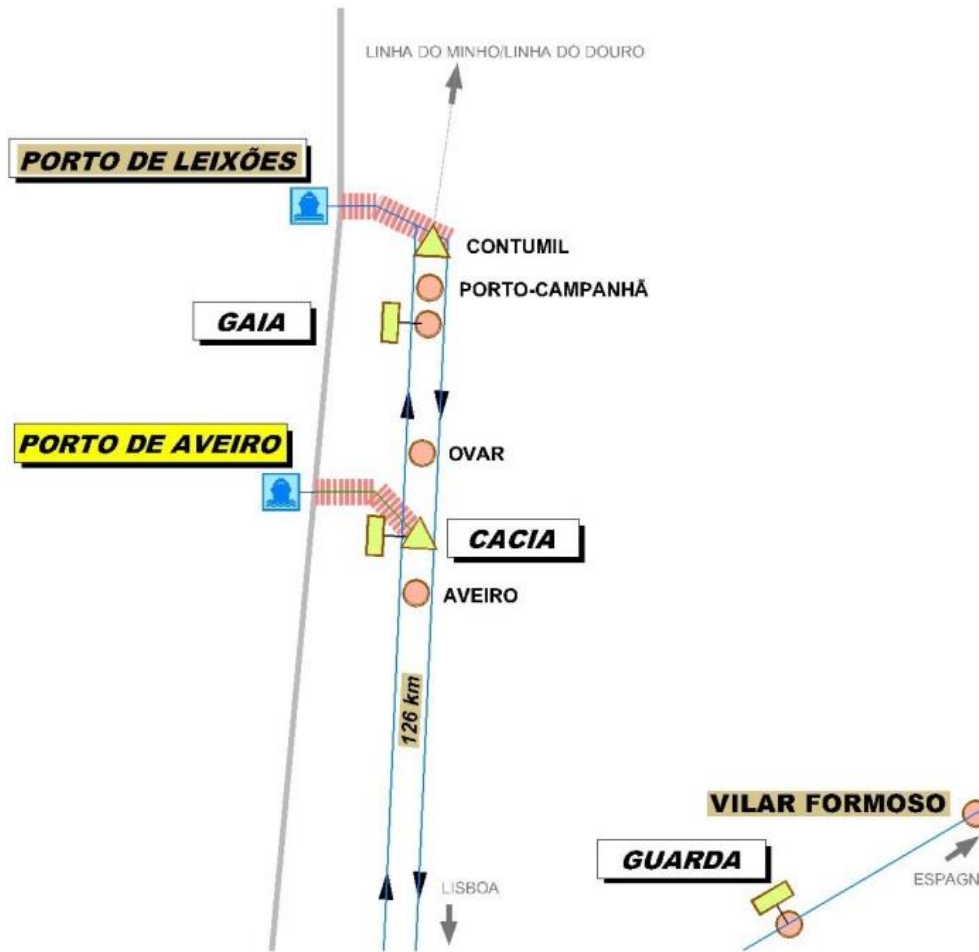 LINHA DO MINHO/LINHA DO DOURO
PORTO DE LEIXÕES
CONTUMIL
PORTO-CAMPANHÃ
GAIA
OVAR
PORTO DE AVEIRO
CACIA
AVEIRO
126 km
VILAR FORMOSO
GUARDA
ESPAGN
LISBOA